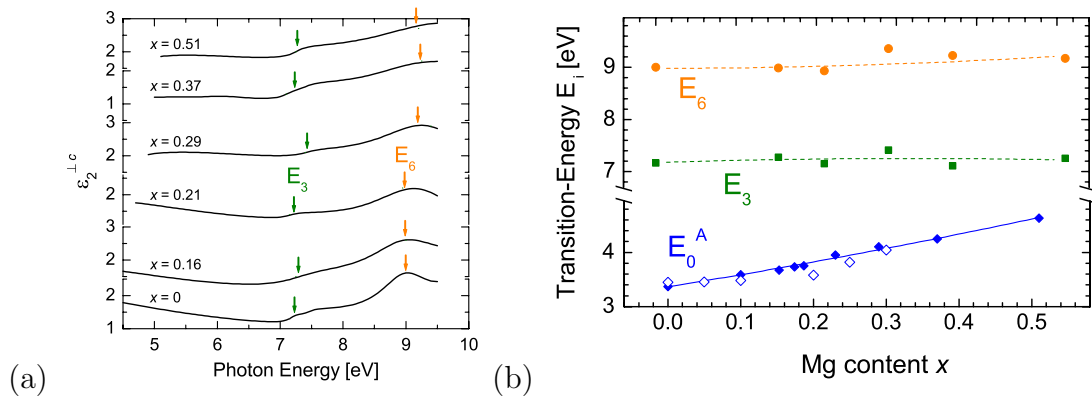 3
x = 0.51
2
2
x = 0.37
3
x = 0.29
2
E6
E3
2
x = 0.21
3
x = 0.16
2
x = 0
1
5 6 7 8 9 10
Photon Energy [eV]
ε2⊥ c
(a)
9
E6
8
7
E3
E0A
4
3
0.0 0.1 0.2 0.3 0.4 0.5
Mg content x
Transition-Energy Ei [eV]
(b)